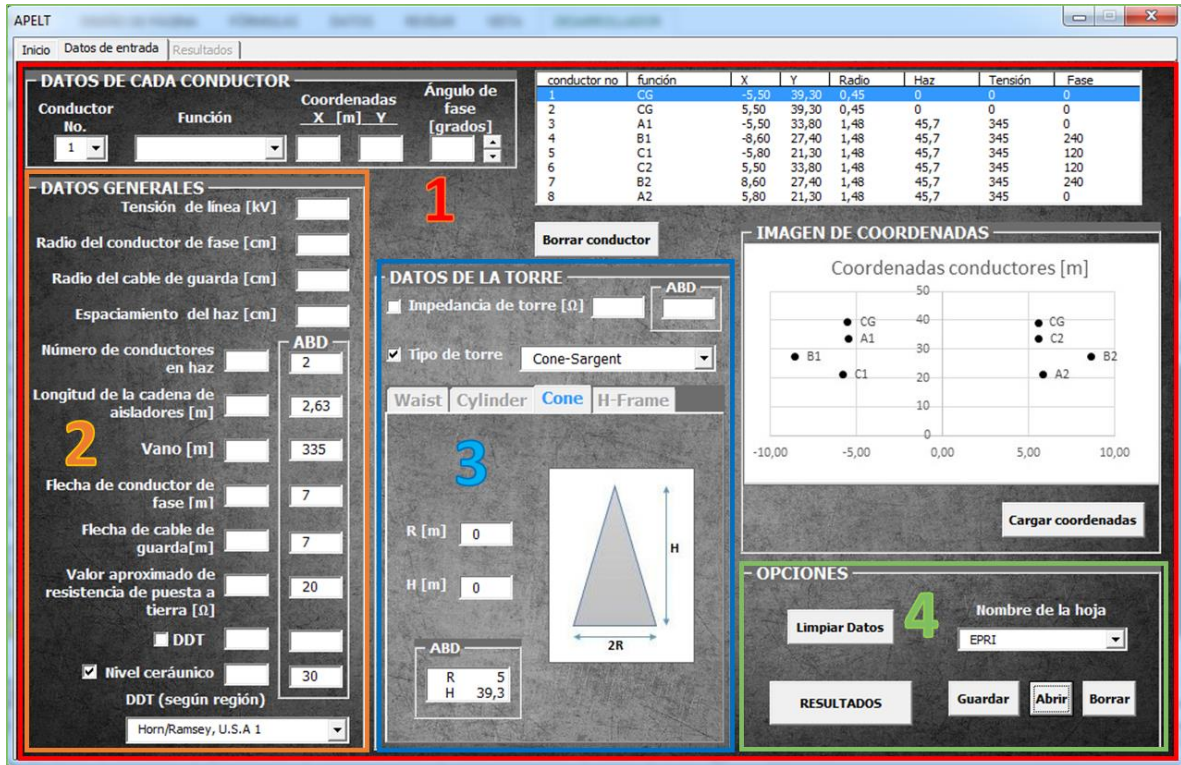 APELT
Inicio Datos de entrada Resultados
DATOS DE CADA CONDUCTOR
Conductor No.
Función
Coordenadas
X [m] Y
Ángulo de fase [grados]
1
1
conductor no función X Y Radio Haz Tensión Fase
1 CG -5,50 39,30 0,45 0 0 0
2 CG 5,50 39,30 0,45 0 0 0
3 A1 -5,50 33,80 1,48 45,7 345 0
4 B1 -8,60 27,40 1,48 45,7 345 240
5 C1 -5,80 21,30 1,48 45,7 345 120
6 C2 5,50 33,80 1,48 45,7 345 120
7 B2 8,60 27,40 1,48 45,7 345 240
8 A2 5,80 21,30 1,48 45,7 345 0
Borrar conductor
DATOS GENERALES
Tensión de línea [kV]
Radio del conductor de fase [cm]
Radio del cable de guarda [cm]
Espaciamiento del haz [cm]
ABD
Número de conductores en haz
2
Longitud de la cadena de aisladores [m]
2,63
2
Vano [m]
335
Flecha de conductor de fase [m]
7
Flecha de cable de guarda[m]
7
Valor aproximado de resistencia de puesta a tierra [Ω]
20
DDT
Nivel ceráunico
30
DDT (según región)
Horn/Ramsey, U.S.A 1
DATOS DE LA TORRE
ABD
Impedancia de torre [Ω]
Tipo de torre
Cone-Sargent
Waist Cylinder Cone H-Frame
3
R [m] 0
H [m] 0
H
2R
ABD
R 5
H 39,3
IMAGEN DE COORDENADAS
Coordenadas conductores [m]
50
40
30
20
10
0
-10,00 -5,00 0,00 5,00 10,00
CG CG
A1 C2
B1 B2
C1 A2
Cargar coordenadas
OPCIONES
4
Limpiar Datos
Nombre de la hoja
EPRI
RESULTADOS
Guardar Abrir Borrar